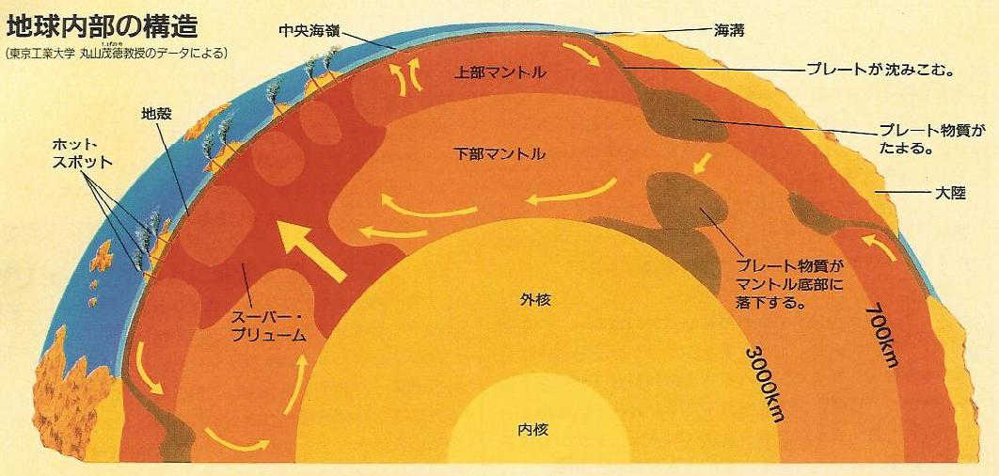 地球内部の構造
(東京工業大学 丸山茂徳教授のデータによる)
しげのり
中央海嶺
海溝
上部マントル
プレートが沈みこむ。
地殻
プレート物質が
たまる。
ホット
スポット
下部マントル
大陸
プレート物質が
マントル底部に
落下する。
外核
スーパー・
プリューム
700km
3000km
内核